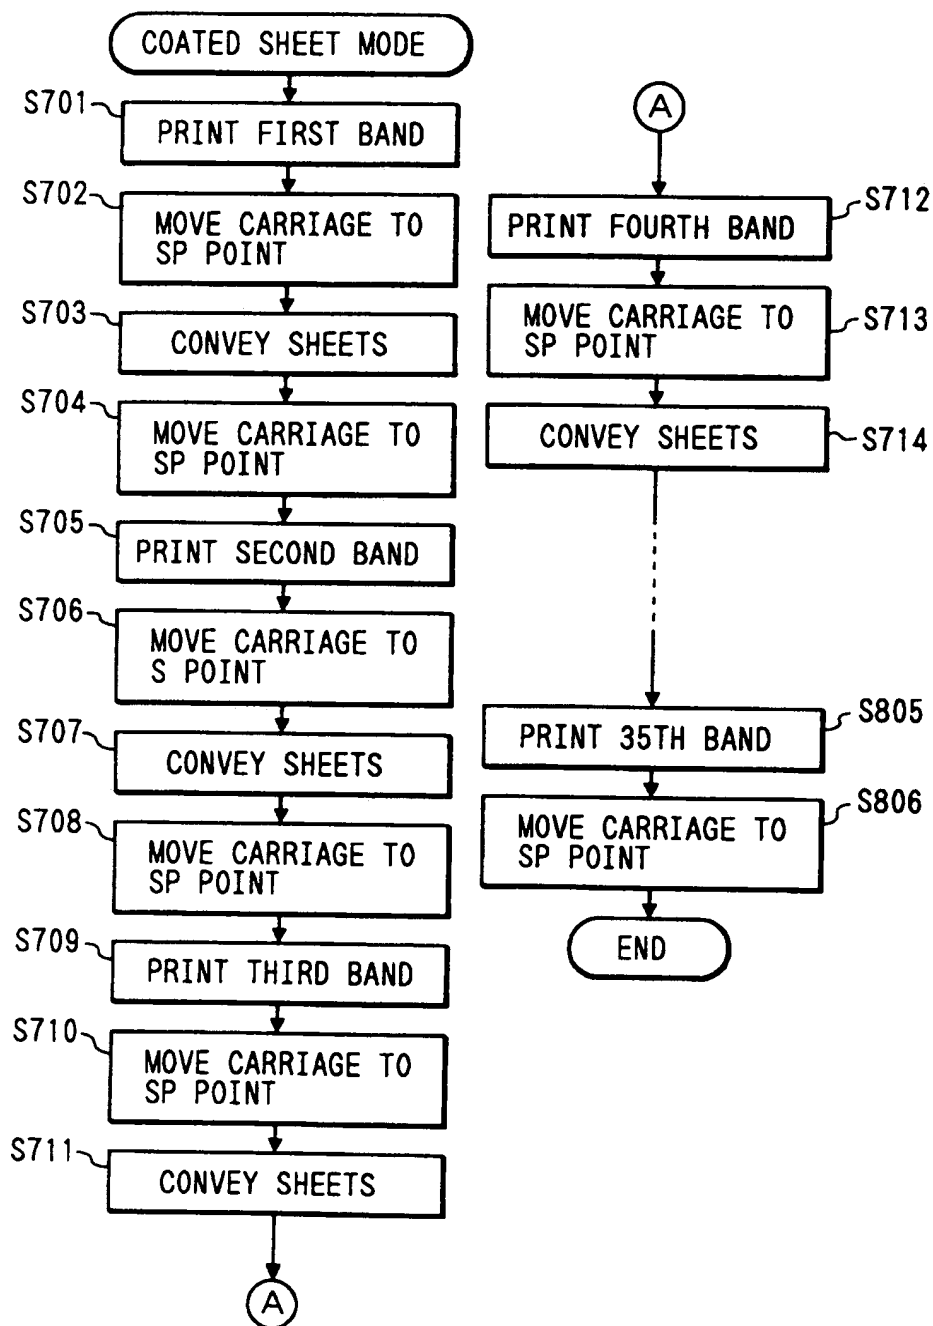 COATED SHEET MODE
S701
PRINT FIRST BAND
S702
MOVE CARRIAGE TO
SP POINT
S703
CONVEY SHEETS
S704
MOVE CARRIAGE TO
SP POINT
S705
PRINT SECOND BAND
S706
MOVE CARRIAGE TO
S POINT
S707
CONVEY SHEETS
S708
MOVE CARRIAGE TO
SP POINT
S709
PRINT THIRD BAND
S710
MOVE CARRIAGE TO
SP POINT
S711
CONVEY SHEETS
A
A
PRINT FOURTH BAND
S712
MOVE CARRIAGE TO
SP POINT
S713
CONVEY SHEETS
S714
PRINT 35TH BAND
S805
MOVE CARRIAGE TO
SP POINT
S806
END